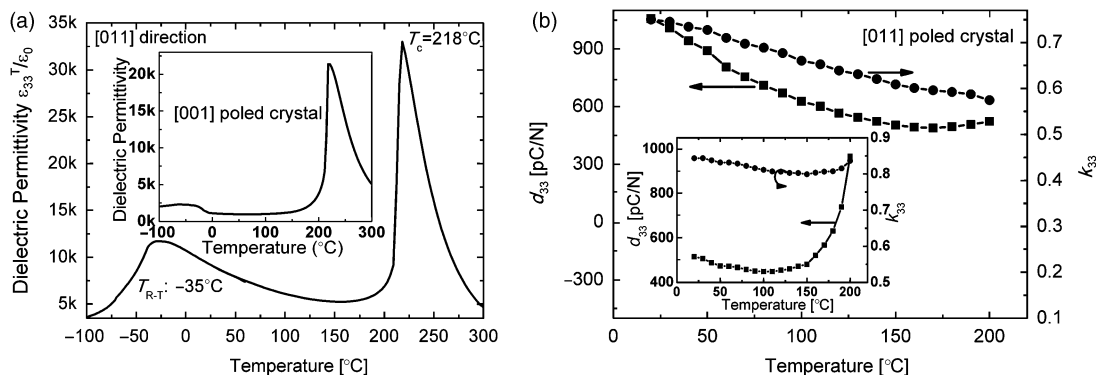 (a)
35k
30k
25k
20k
15k
10k
5k
Dielectric Permittivity ε33T/ε0
[011] direction
Tc=218°C
20k
15k
10k
5k
0k
Dielectric Permittivity
[001] poled crystal
−100 0 100 200 300
Temperature (°C)
TR-T: −35°C
−100 −50 0 50 100 150 200 250 300
Temperature [°C]
(b)
900
600
300
0
−300
d33 [pC/N]
[011] poled crystal
0.7
0.6
0.5
0.4
0.3
0.2
0.1
k33
1000
900
800
700
600
500
400
d33 [pC/N]
0.9
0.8
0.7
0.6
0.5
k33
0 50 100 150 200
Temperature [°C]
0 50 100 150 200
Temperature [°C]